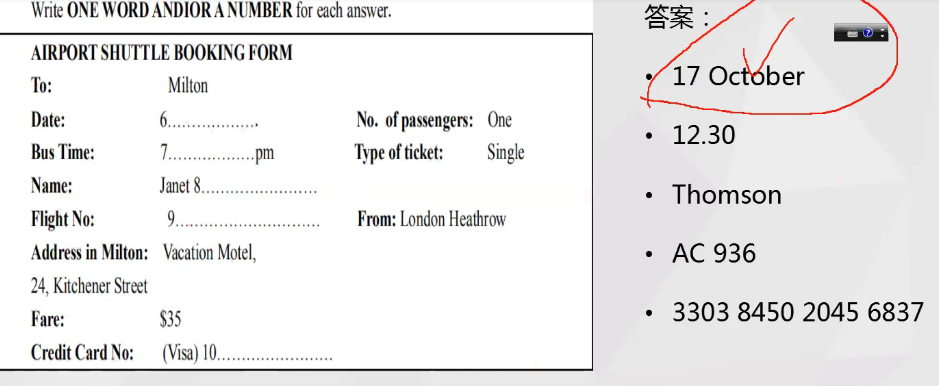 Write ONE WORD ANDIOR A NUMBER for each answer.
AIRPORT SHUTTLE BOOKING FORM
To: Milton
Date: 6................... No. of passengers: One
Bus Time: 7..................pm Type of ticket: Single
Name: Janet 8........................
Flight No: 9.............................. From: London Heathrow
Address in Milton: Vacation Motel,
24, Kitchener Street
Fare: $35
Credit Card No: (Visa) 10........................
答案：
• 17 October
• 12.30
• Thomson
• AC 936
• 3303 8450 2045 6837